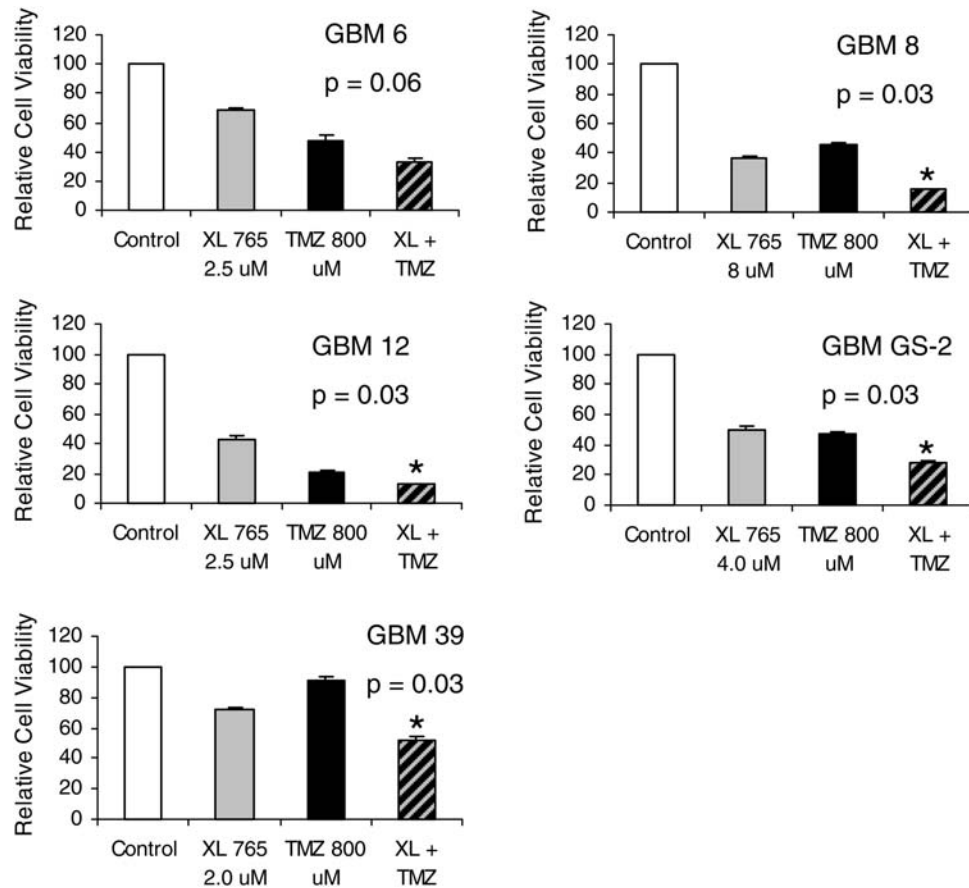 Relative Cell Viability
120
100
80
60
40
20
0
GBM 6
p = 0.06
Control XL 765 TMZ 800 XL +
2.5 uM uM TMZ
Relative Cell Viability
120
100
80
60
40
20
0
GBM 8
p = 0.03
*
Control XL 765 TMZ 800 XL +
8 uM uM TMZ
Relative Cell Viability
120
100
80
60
40
20
0
GBM 12
p = 0.03
*
Control XL 765 TMZ 800 XL +
2.5 uM uM TMZ
Relative Cell Viability
120
100
80
60
40
20
0
GBM GS-2
p = 0.03
*
Control XL 765 TMZ 800 XL +
4.0 uM uM TMZ
Relative Cell Viability
120
100
80
60
40
20
0
GBM 39
p = 0.03
*
Control XL 765 TMZ 800 XL +
2.0 uM uM TMZ